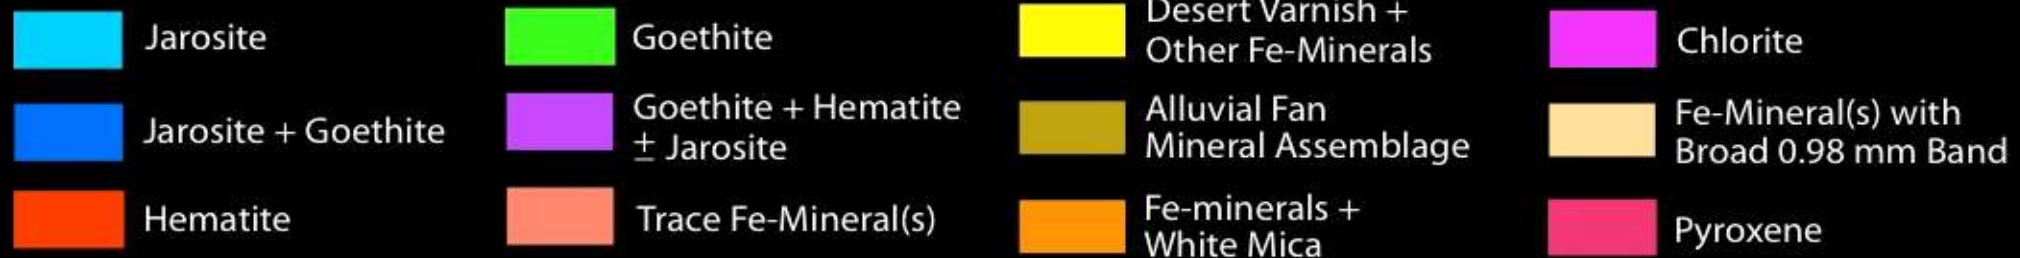 Jarosite
Jarosite + Goethite
Hematite
Goethite
Goethite + Hematite
± Jarosite
Trace Fe-Mineral(s)
Desert Varnish +
Other Fe-Minerals
Alluvial Fan
Mineral Assemblage
Fe-minerals +
White Mica
Chlorite
Fe-Mineral(s) with
Broad 0.98 mm Band
Pyroxene